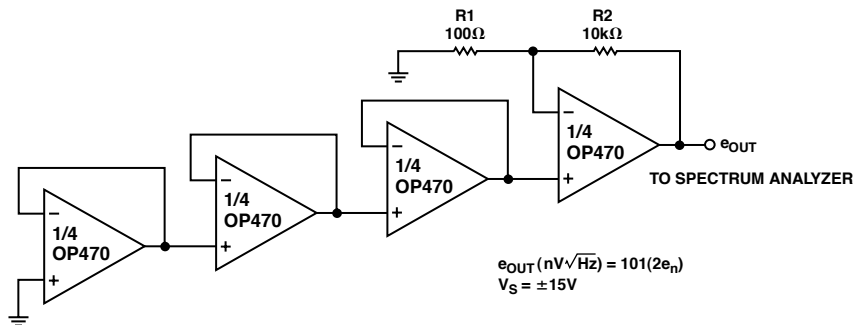 R1
100Ω
R2
10kΩ
–
+
1/4
OP470
eOUT
TO SPECTRUM ANALYZER
–
+
1/4
OP470
–
+
1/4
OP470
–
+
1/4
OP470
eOUT (nV√Hz) = 101(2en)
VS = ±15V